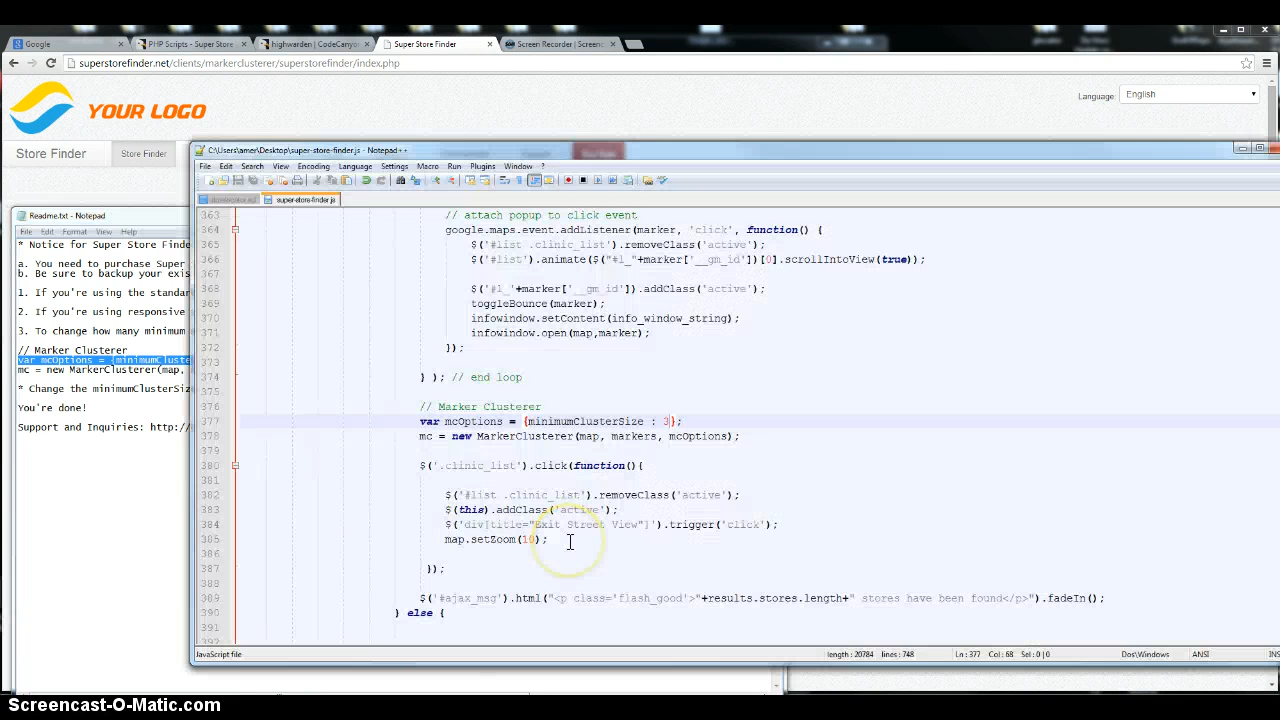 Google
PHP Scripts - Super Store
highwarden | CodeCanyon
Super Store Finder
Screen Recorder | Screenc
superstorefinder.net/clients/markerclusterer/superstorefinder/index.php
YOUR LOGO
Language:
English
Store Finder
Store Finder
C:\Users\amer\Desktop\super-store-finder.js - Notepad++
File Edit Search View Encoding Language Settings Macro Run Plugins Window ?
super-store-finder.js
Readme.txt - Notepad
File Edit Format View Help
* Notice for Super Store Finde
a. You need to purchase Super
b. Be sure to backup your exis
1. If you're using the standar
2. If you're using responsive
3. To change how many minimum
// Marker Clusterer
var mcOptions = {minimumCluste
mc = new MarkerClusterer(map,
* Change the minimumClusterSiz
You're done!
Support and Inquiries: http:/
363 // attach popup to click event
364 google.maps.event.addListener(marker, 'click', function() {
365 $('#list .clinic_list').removeClass('active');
366 $('#list').animate($("#l_"+marker['__gm_id'])[0].scrollIntoView(true));
368 $('#l_'+marker['__gm_id']).addClass('active');
369 toggleBounce(marker);
370 infowindow.setContent(info_window_string);
371 infowindow.open(map,marker);
372 });
373
374 } ); // end loop
375
376 // Marker Clusterer
377 var mcOptions = {minimumClusterSize : 3};
378 mc = new MarkerClusterer(map, markers, mcOptions);
380 $('.clinic_list').click(function(){
382 $('#list .clinic_list').removeClass('active');
383 $(this).addClass('active');
384 $('div[title="Exit Street View"]').trigger('click');
385 map.setZoom(10);
386
387 });
388
389 $('#ajax_msg').html("<p class='flash_good'>"+results.stores.length+" stores have been found</p>").fadeIn();
390 } else {
391
392
JavaScript file
length : 20784 lines : 748
Ln : 377 Col : 68 Sel : 0 | 0
Dos\Windows
ANSI
INS
Screencast-O-Matic.com